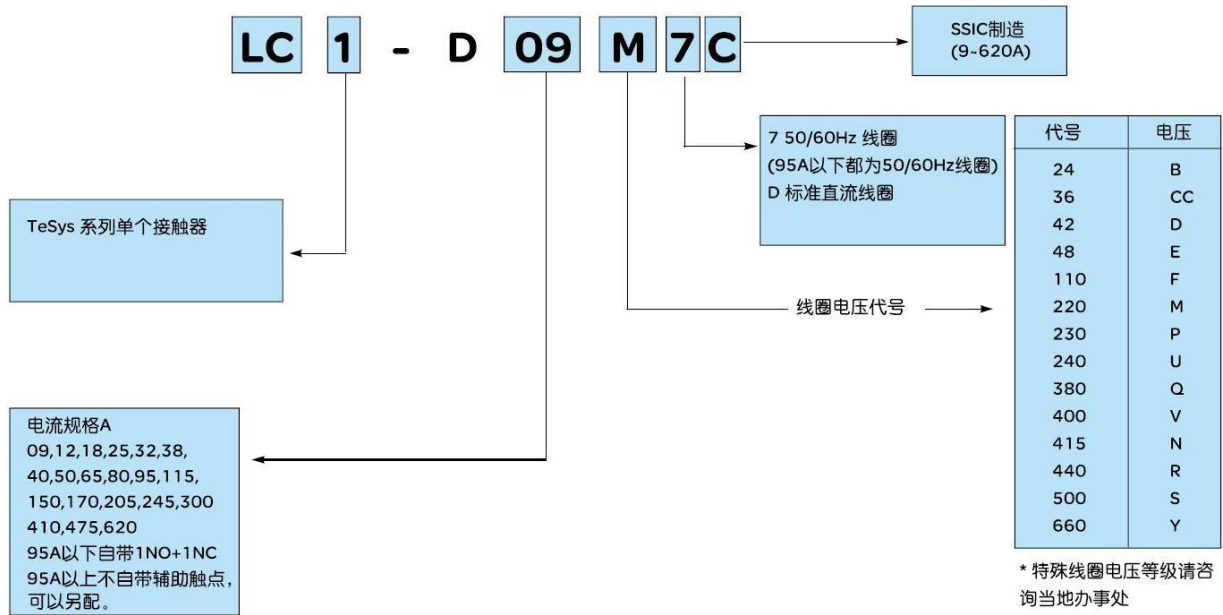 LC 1 - D 09 M 7 C
SSIC制造
(9~620A)
7 50/60Hz 线圈
(95A以下都为50/60Hz线圈)
D 标准直流线圈
TeSys 系列单个接触器
线圈电压代号
电流规格A
09,12,18,25,32,38,
40,50,65,80,95,115,
150,170,205,245,300
410,475,620
95A以下自带1NO+1NC
95A以上不自带辅助触点,
可以另配。
代号 电压
24 B
36 CC
42 D
48 E
110 F
220 M
230 P
240 U
380 Q
400 V
415 N
440 R
500 S
660 Y
* 特殊线圈电压等级请咨
询当地办事处